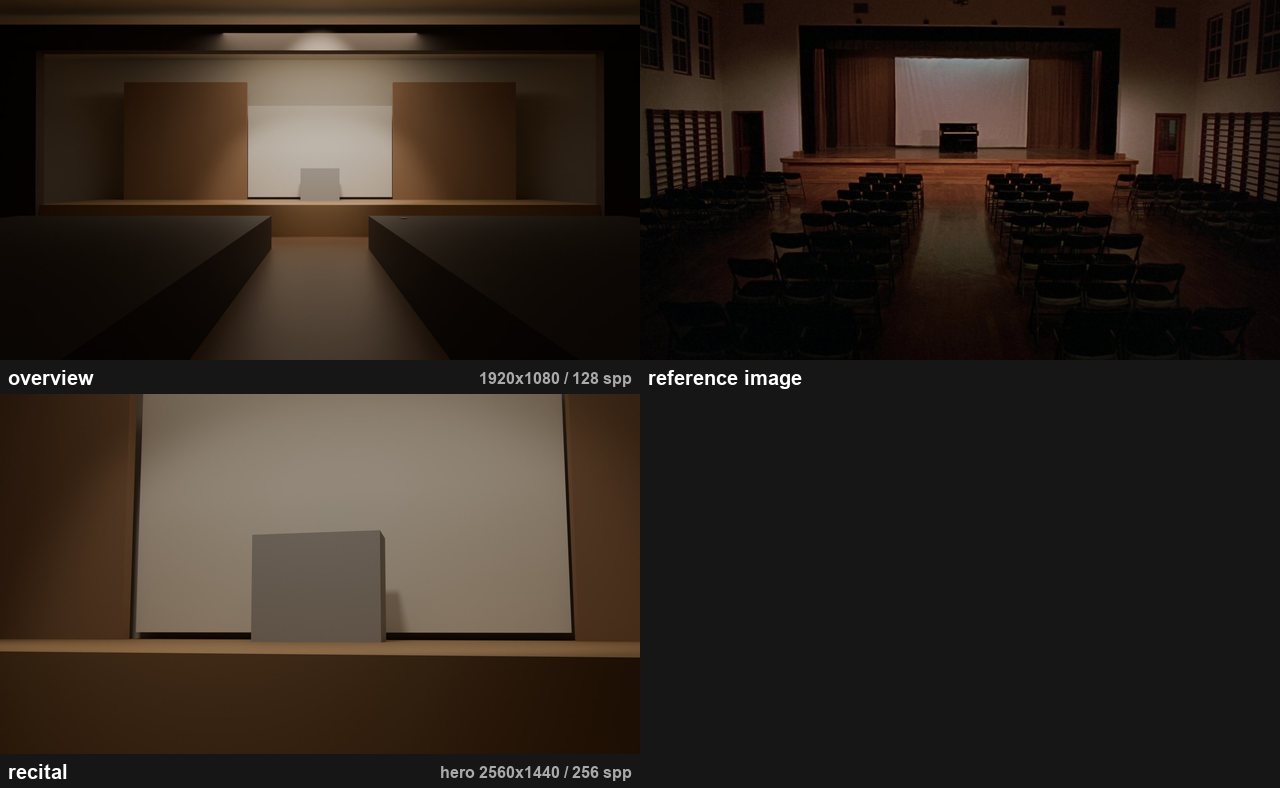 overview
1920x1080 / 128 spp
reference image
recital
hero 2560x1440 / 256 spp